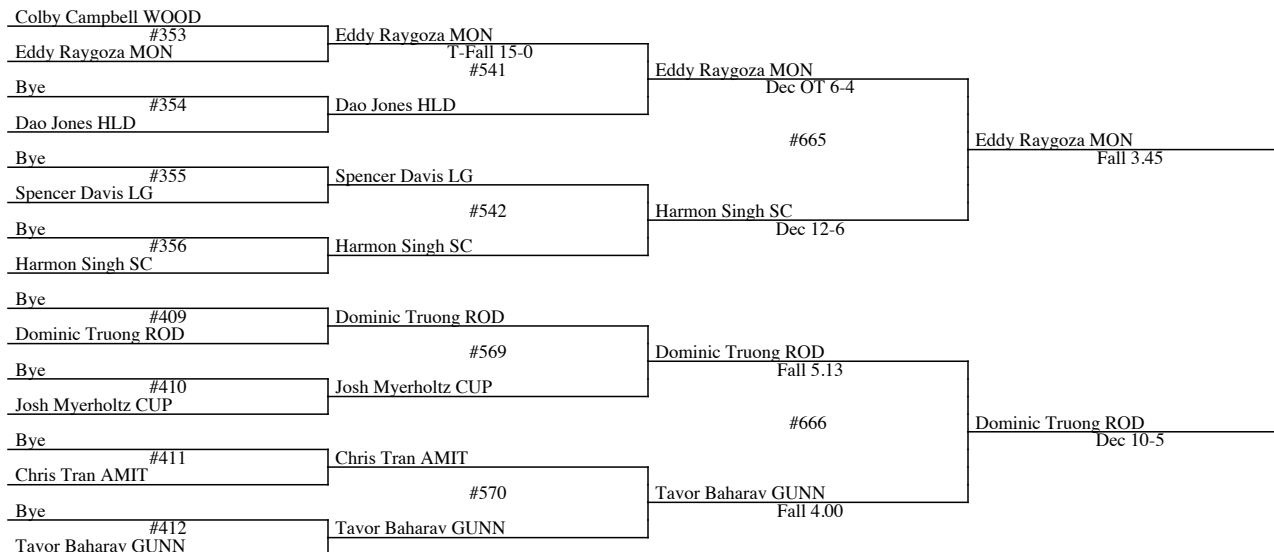 Colby Campbell WOOD
#353
Eddy Raygoza MON
Bye
#354
Dao Jones HLD
Bye
#355
Spencer Davis LG
Bye
#356
Harmon Singh SC
Bye
#409
Dominic Truong ROD
Bye
#410
Josh Myerholtz CUP
Bye
#411
Chris Tran AMIT
Bye
#412
Tavor Baharav GUNN
Eddy Raygoza MON
T-Fall 15-0
#541
Dao Jones HLD
Spencer Davis LG
#542
Harmon Singh SC
Dominic Truong ROD
#569
Josh Myerholtz CUP
Chris Tran AMIT
#570
Tavor Baharav GUNN
Eddy Raygoza MON
Dec OT 6-4
#665
Harmon Singh SC
Dec 12-6
Dominic Truong ROD
Fall 5.13
#666
Tavor Baharav GUNN
Fall 4.00
Eddy Raygoza MON
Fall 3.45
Dominic Truong ROD
Dec 10-5